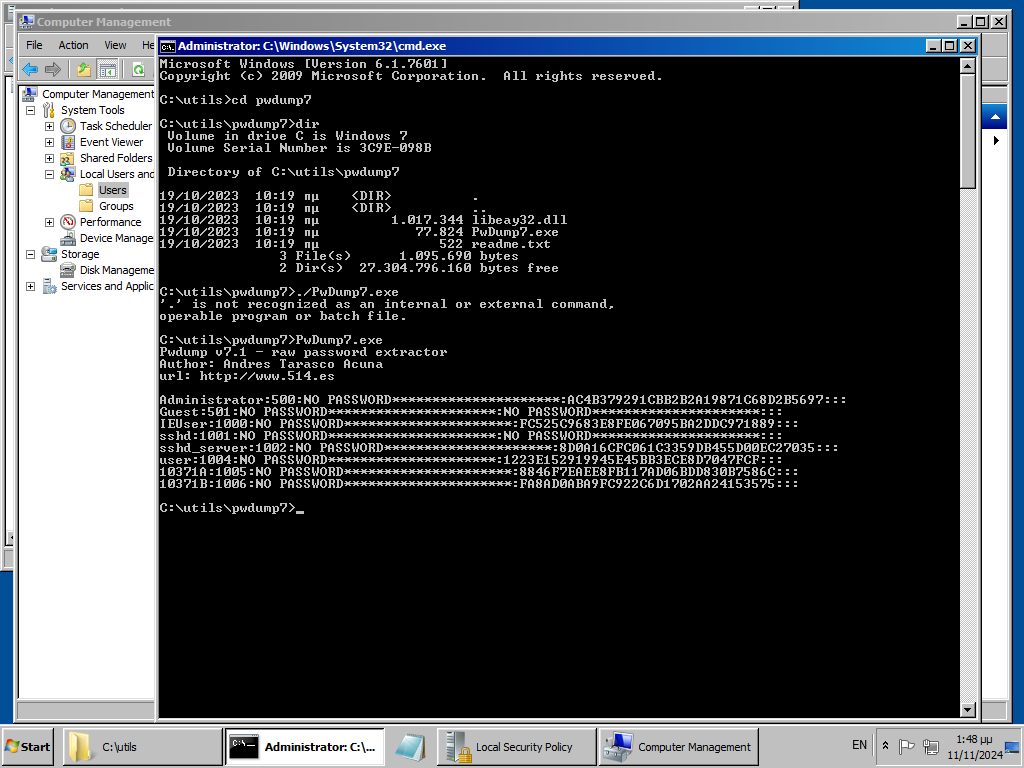 Computer Management
File Action View He
Computer Management
System Tools
Task Scheduler
Event Viewer
Shared Folders
Local Users and
Users
Groups
Performance
Device Manage
Storage
Disk Manageme
Services and Applic
Administrator: C:\Windows\System32\cmd.exe
Microsoft Windows [Version 6.1.7601]
Copyright (c) 2009 Microsoft Corporation.  All rights reserved.
C:\utils>cd pwdump7
C:\utils\pwdump7>dir
Volume in drive C is Windows 7
Volume Serial Number is 3C9E-098B
Directory of C:\utils\pwdump7
19/10/2023  10:19 πμ    <DIR>          .
19/10/2023  10:19 πμ    <DIR>          ..
19/10/2023  10:19 πμ         1.017.344 libeay32.dll
19/10/2023  10:19 πμ            77.824 PwDump7.exe
19/10/2023  10:19 πμ               522 readme.txt
3 File(s)      1.095.690 bytes
2 Dir(s)  27.304.796.160 bytes free
C:\utils\pwdump7>./PwDump7.exe
'.' is not recognized as an internal or external command,
operable program or batch file.
C:\utils\pwdump7>PwDump7.exe
Pwdump v7.1 - raw password extractor
Author: Andres Tarasco Acuna
url: http://www.514.es
Administrator:500:NO PASSWORD*********************:AC4B379291CBB2B2A19871C68D2B5697:::
Guest:501:NO PASSWORD*********************:NO PASSWORD*********************:::
IEUser:1000:NO PASSWORD*********************:FC525C9683E8FE067095BA2DDC971889:::
sshd:1001:NO PASSWORD*********************:NO PASSWORD*********************:::
sshd_server:1002:NO PASSWORD*********************:8D0A16CFC061C3359DB455D00EC27035:::
user:1004:NO PASSWORD*********************:1223E152919945E45BB3ECE8D7047FCF:::
10371A:1005:NO PASSWORD*********************:8846F7EAEE8FB117AD06BDD830B7586C:::
10371B:1006:NO PASSWORD*********************:FA8AD0ABA9FC922C6D1702AA24153575:::
C:\utils\pwdump7>_
Start
C:\utils
Administrator: C:\...
Local Security Policy
Computer Management
EN
1:48 μμ
11/11/2024